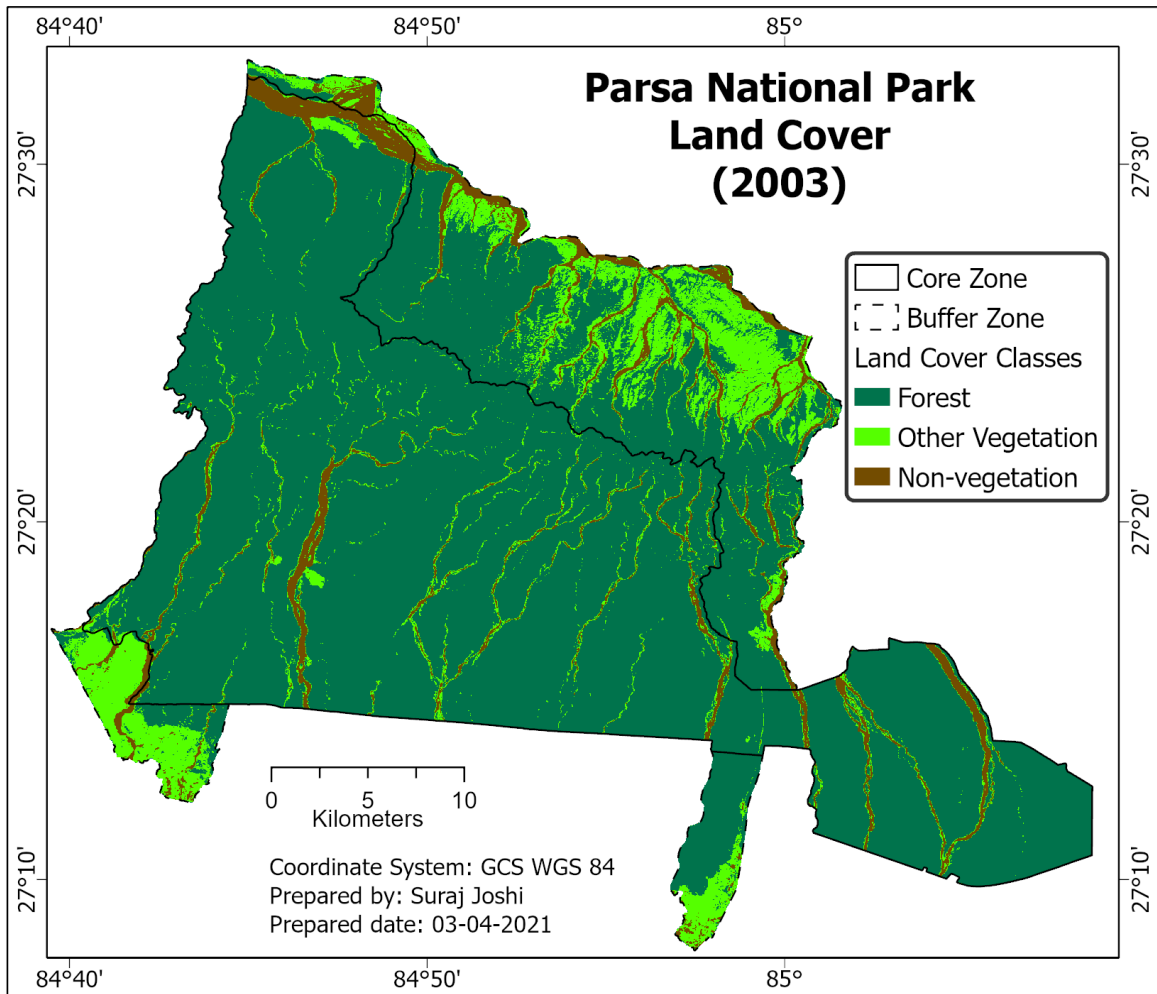 84°40'
84°50'
85°
Parsa National Park
Land Cover
(2003)
27°30'
27°30'
Core Zone
Buffer Zone
Land Cover Classes
Forest
Other Vegetation
Non-vegetation
27°20'
27°20'
0 5 10
Kilometers
Coordinate System: GCS WGS 84
Prepared by: Suraj Joshi
Prepared date: 03-04-2021
27°10'
27°10'
84°40'
84°50'
85°